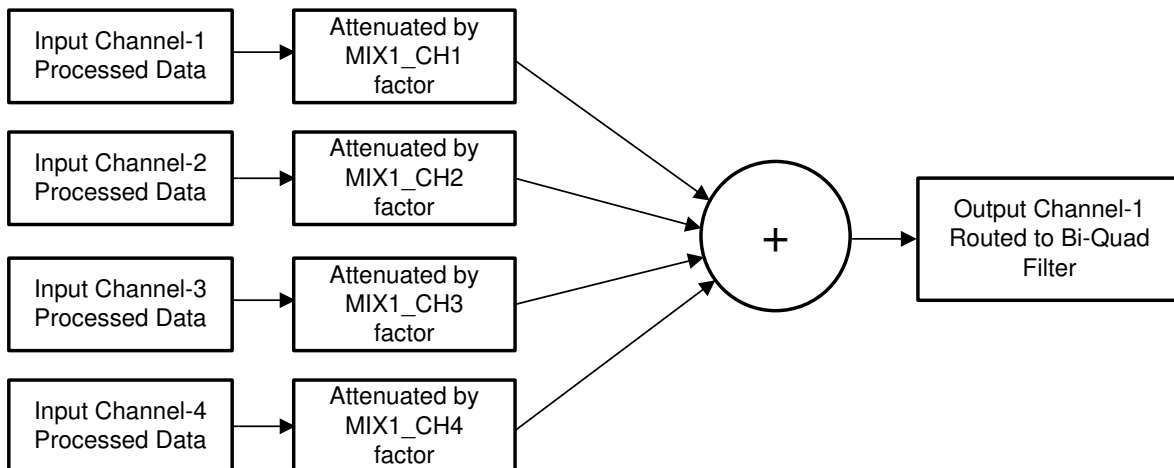 Input Channel-1
Processed Data
Attenuated by
MIX1_CH1
factor
Input Channel-2
Processed Data
Attenuated by
MIX1_CH2
factor
Input Channel-3
Processed Data
Attenuated by
MIX1_CH3
factor
Input Channel-4
Processed Data
Attenuated by
MIX1_CH4
factor
+
Output Channel-1
Routed to Bi-Quad
Filter